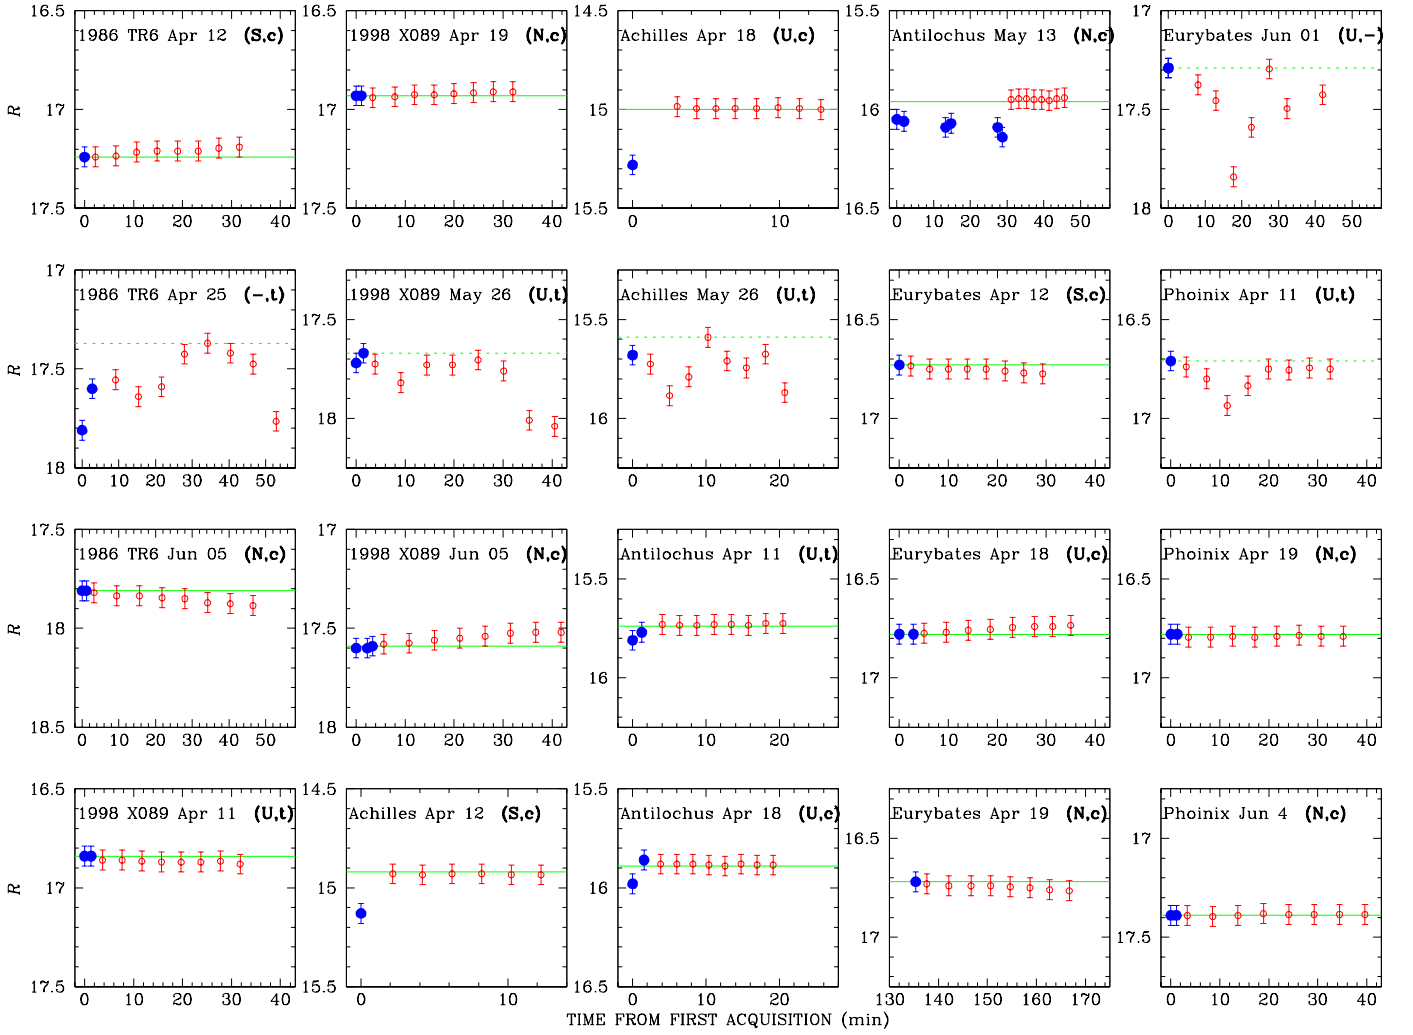 16.5 16.5 14.5 15.5 17
1986 TR6 Apr 12 (S,c) 1998 X089 Apr 19 (N,c) Achilles Apr 18 (U,c) Antilochus May 13 (N,c) Eurybates Jun 01 (U,-)
R 17 17 15 16 17.5
17.5 17.5 15.5 16.5 18
0 10 20 30 40 0 10 20 30 40 0 10 0 10 20 30 40 50 60 0 10 20 30 40 50
17
1986 TR6 Apr 25 (-,t) 1998 X089 May 26 (U,t) Achilles May 26 (U,t) Eurybates Apr 12 (S,c) Phoinix Apr 11 (U,t)
17.5 15.5 16.5 16.5
R 17.5
18 16 17 17
18
0 10 20 30 40 50 0 10 20 30 40 0 10 20 0 10 20 30 40 0 10 20 30 40
17.5 17
1986 TR6 Jun 05 (N,c) 1998 X089 Jun 05 (N,c) Antilochus Apr 11 (U,t) Eurybates Apr 18 (U,c) Phoinix Apr 19 (N,c)
15.5 16.5 16.5
R 18 17.5
16 17 17
18.5 18
0 10 20 30 40 50 0 10 20 30 40 0 10 20 0 10 20 30 40 0 10 20 30 40
16.5 14.5 15.5
1998 X089 Apr 11 (U,t) Achilles Apr 12 (S,c) Antilochus Apr 18 (U,c) Eurybates Apr 19 (N,c) Phoinix Jun 4 (N,c)
16.5 17
R 17 15 16
17 17.5
17.5 15.5 16.5
0 10 20 30 40 0 10 0 10 20 130 140 150 160 170 0 10 20 30 40
TIME FROM FIRST ACQUISITION (min)